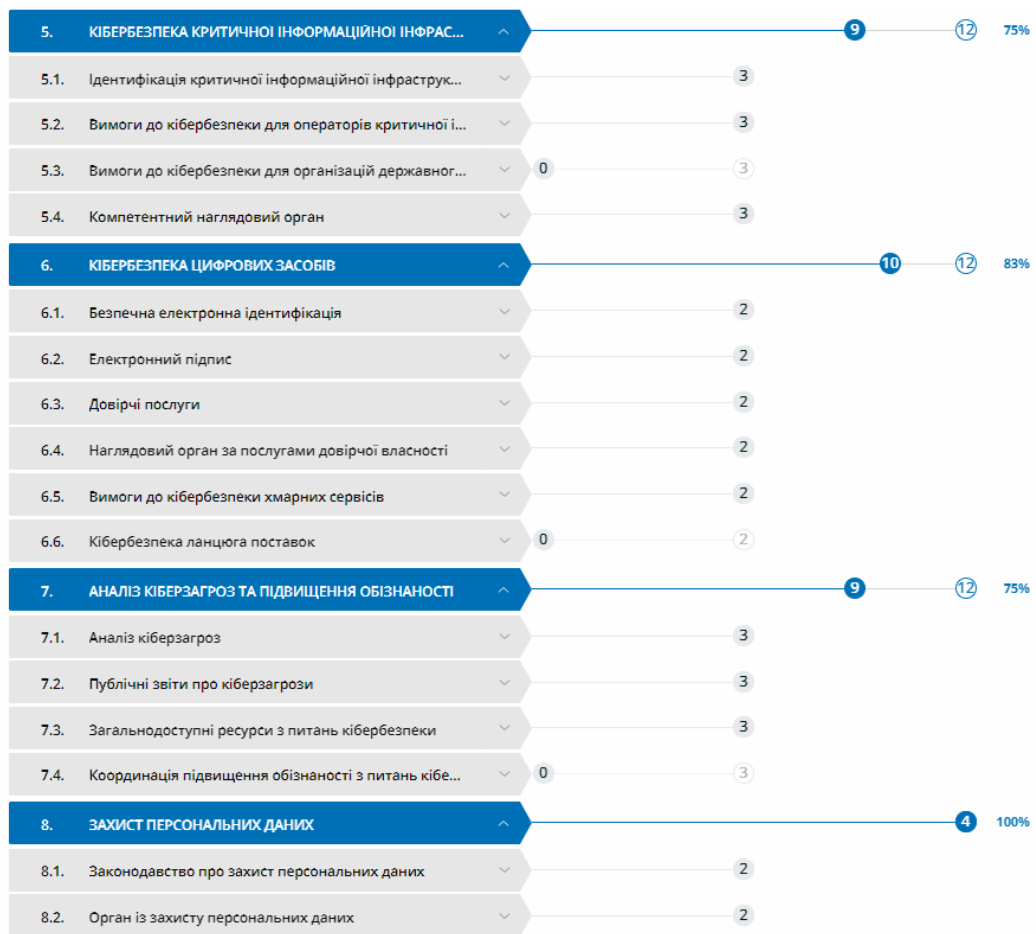 5. КІБЕРБЕЗПЕКА КРИТИЧНОЇ ІНФОРМАЦІЙНОЇ ІНФРАС... 9 12 75%
5.1. Ідентифікація критичної інформаційної інфраструк... 3
5.2. Вимоги до кібербезпеки для операторів критичної і... 3
5.3. Вимоги до кібербезпеки для організацій державног... 0 3
5.4. Компетентний наглядовий орган 3
6. КІБЕРБЕЗПЕКА ЦИФРОВИХ ЗАСОБІВ 10 12 83%
6.1. Безпечна електронна ідентифікація 2
6.2. Електронний підпис 2
6.3. Довірчі послуги 2
6.4. Наглядовий орган за послугами довірчої власності 2
6.5. Вимоги до кібербезпеки хмарних сервісів 2
6.6. Кібербезпека ланцюга поставок 0 2
7. АНАЛІЗ КІБЕРЗАГРОЗ ТА ПІДВИЩЕННЯ ОБІЗНАНОСТІ 9 12 75%
7.1. Аналіз кіберзагроз 3
7.2. Публічні звіти про кіберзагрози 3
7.3. Загальнодоступні ресурси з питань кібербезпеки 3
7.4. Координація підвищення обізнаності з питань кібе... 0 3
8. ЗАХИСТ ПЕРСОНАЛЬНИХ ДАНИХ 4 100%
8.1. Законодавство про захист персональних даних 2
8.2. Орган із захисту персональних даних 2